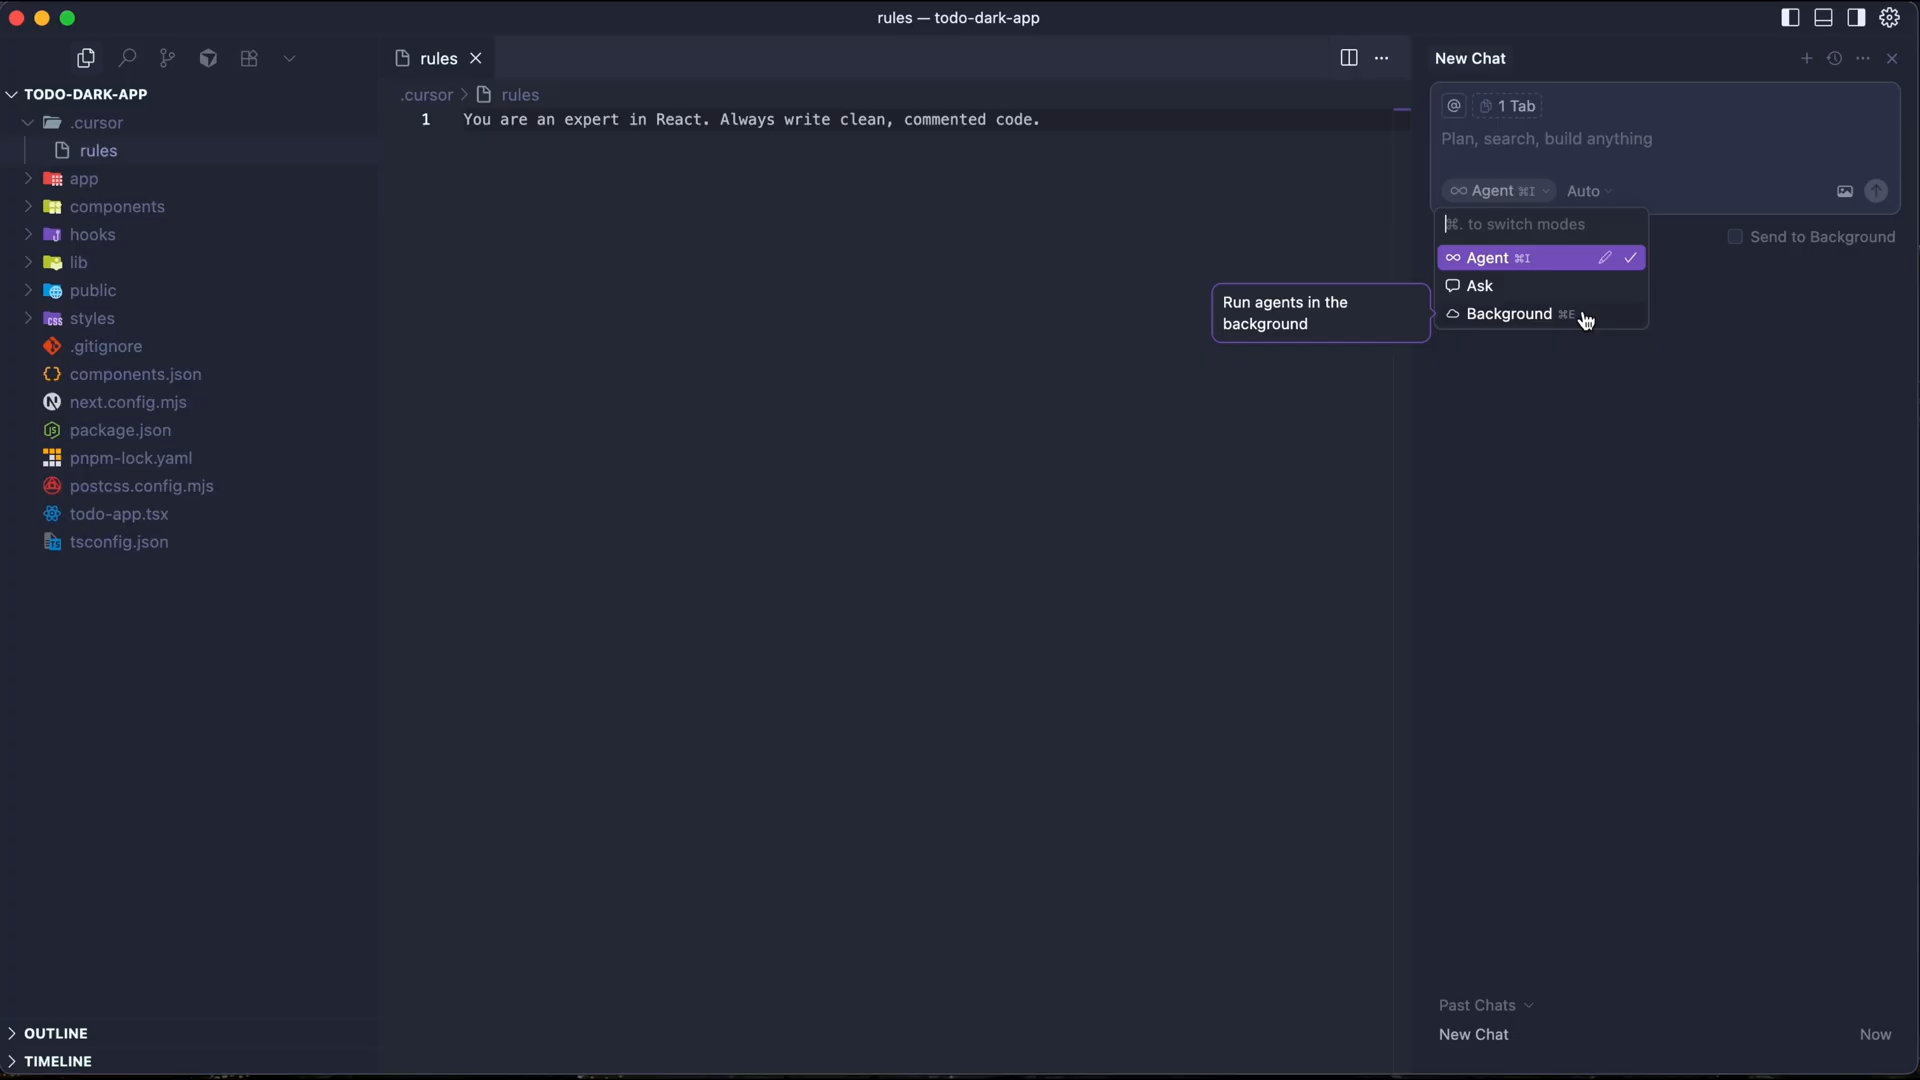 rules — todo-dark-app
TODO-DARK-APP
.cursor
rules
app
components
hooks
lib
public
styles
.gitignore
components.json
next.config.mjs
package.json
pnpm-lock.yaml
postcss.config.mjs
todo-app.tsx
tsconfig.json
OUTLINE
TIMELINE
rules
.cursor > rules
1 You are an expert in React. Always write clean, commented code.
New Chat
@ 1 Tab
Plan, search, build anything
Agent ⌘I Auto
⌘. to switch modes
Send to Background
Agent ⌘I
Ask
Background ⌘E
Run agents in the
background
Past Chats
New Chat Now